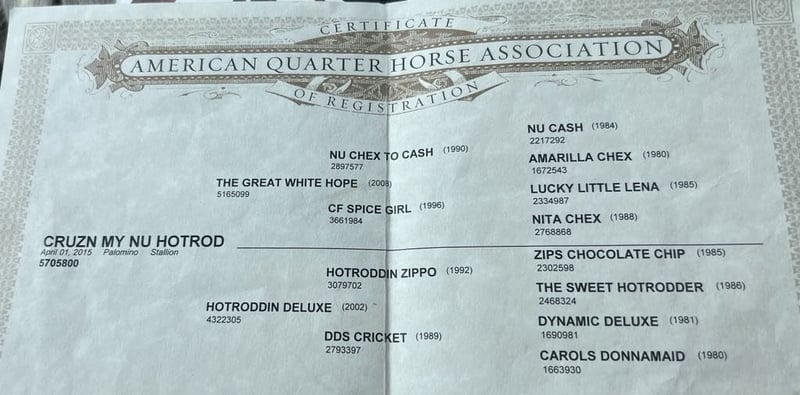 CERTIFICATE
AMERICAN QUARTER HORSE ASSOCIATION
OF REGISTRATION
NU CASH (1984)
2217292
NU CHEX TO CASH (1990)
2897577
AMARILLA CHEX (1980)
1672543
THE GREAT WHITE HOPE (2008)
5165099
LUCKY LITTLE LENA (1985)
2334987
CF SPICE GIRL (1996)
3661984
NITA CHEX (1988)
2768868
CRUZN MY NU HOTROD
April 01, 2015 Palomino Stallion
5705800
ZIPS CHOCOLATE CHIP (1985)
2302598
HOTRODDIN ZIPPO (1992)
3079702
THE SWEET HOTRODDER (1986)
2468324
HOTRODDIN DELUXE (2002)
4322305
DYNAMIC DELUXE (1981)
1690981
DDS CRICKET (1989)
2793397
CAROLS DONNAMAID (1980)
1663930